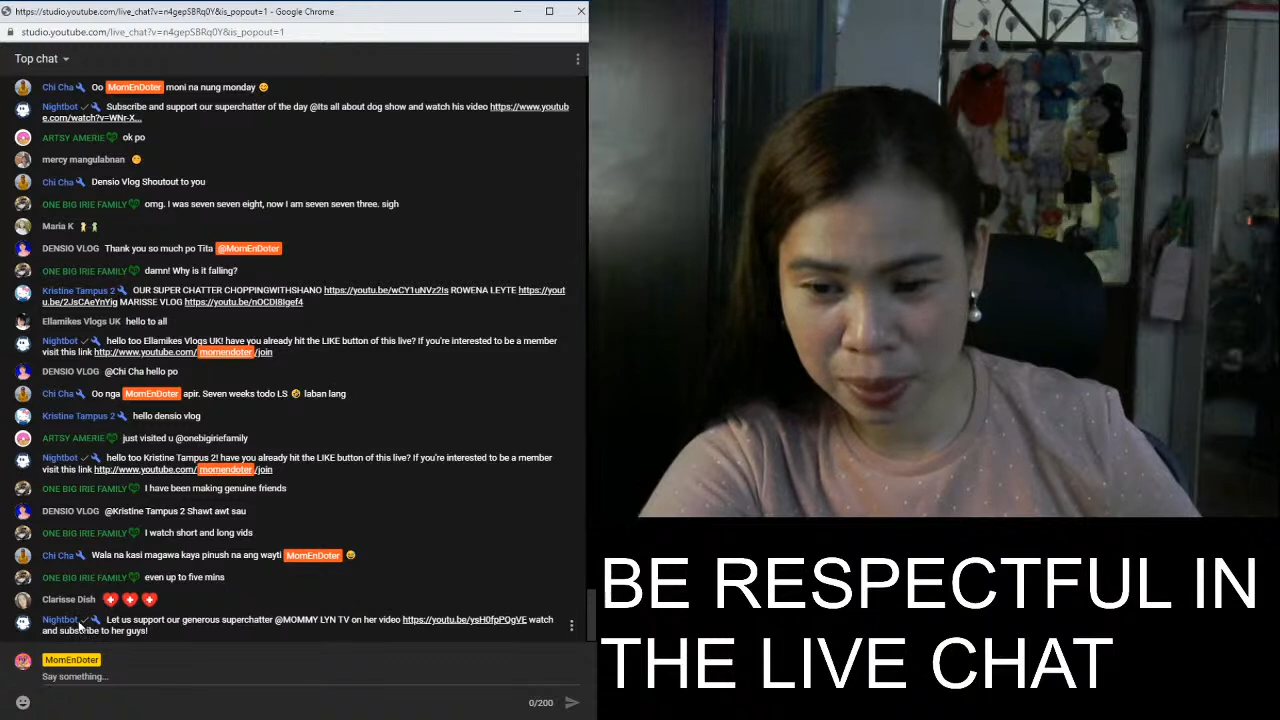 https://studio.youtube.com/live_chat?v=n4gepSBRq0Y&is_popout=1 - Google Chrome
studio.youtube.com/live_chat?v=n4gepSBRq0Y&is_popout=1
Top chat
Chi Cha Oo MomEnDoter moni na nung monday
Nightbot Subscribe and support our superchatter of the day @Its all about dog show and watch his video https://www.youtub
e.com/watch?v=WNr-X...
ARTSY AMERIE ok po
mercy mangulabnan
Chi Cha Densio Vlog Shoutout to you
ONE BIG IRIE FAMILY omg. I was seven seven eight, now I am seven seven three. sigh
Maria K
DENSIO VLOG Thank you so much po Tita @MomEnDoter
ONE BIG IRIE FAMILY damn! Why is it falling?
Kristine Tampus 2 OUR SUPER CHATTER CHOPPINGWITHSHANO https://youtu.be/wCY1uNVz2Is ROWENA LEYTE https://yout
u.be/2JsCAeYnYig MARISSE VLOG https://youtu.be/nOCDI8Igef4
Ellamikes Vlogs UK hello to all
Nightbot hello too Ellamikes Vlogs UK! have you already hit the LIKE button of this live? If you're interested to be a member
visit this link http://www.youtube.com/momendoter/join
DENSIO VLOG @Chi Cha hello po
Chi Cha Oo nga MomEnDoter apir. Seven weeks todo LS laban lang
Kristine Tampus 2 hello densio vlog
ARTSY AMERIE just visited u @onebigiriefamily
Nightbot hello too Kristine Tampus 2! have you already hit the LIKE button of this live? If you're interested to be a member
visit this link http://www.youtube.com/momendoter/join
ONE BIG IRIE FAMILY I have been making genuine friends
DENSIO VLOG @Kristine Tampus 2 Shawt awt sau
ONE BIG IRIE FAMILY I watch short and long vids
Chi Cha Wala na kasi magawa kaya pinush na ang wayti MomEnDoter
ONE BIG IRIE FAMILY even up to five mins
Clarisse Dish
Nightbot Let us support our generous superchatter @MOMMY LYN TV on her video https://youtu.be/ysH0fpPOgVE watch
and subscribe to her guys!
MomEnDoter
Say something...
0/200
BE RESPECTFUL IN
THE LIVE CHAT